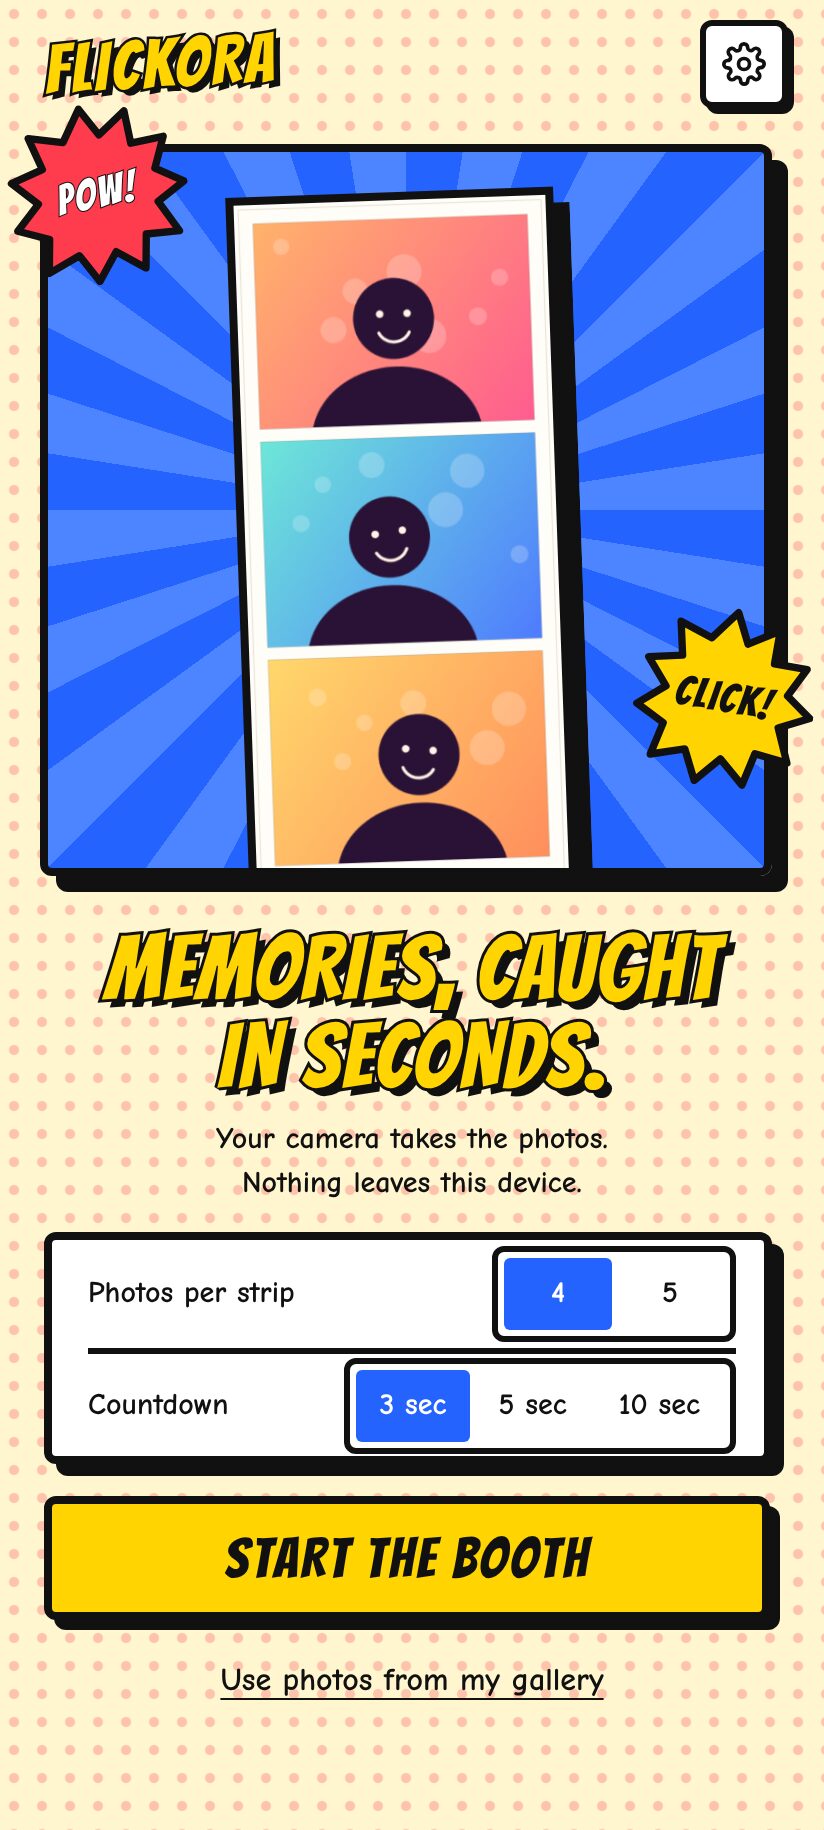 FLICKORA
POW!
CLICK!
MEMORIES, CAUGHT
IN SECONDS.
Your camera takes the photos.
Nothing leaves this device.
Photos per strip 4 5
Countdown 3 sec 5 sec 10 sec
START THE BOOTH
Use photos from my gallery